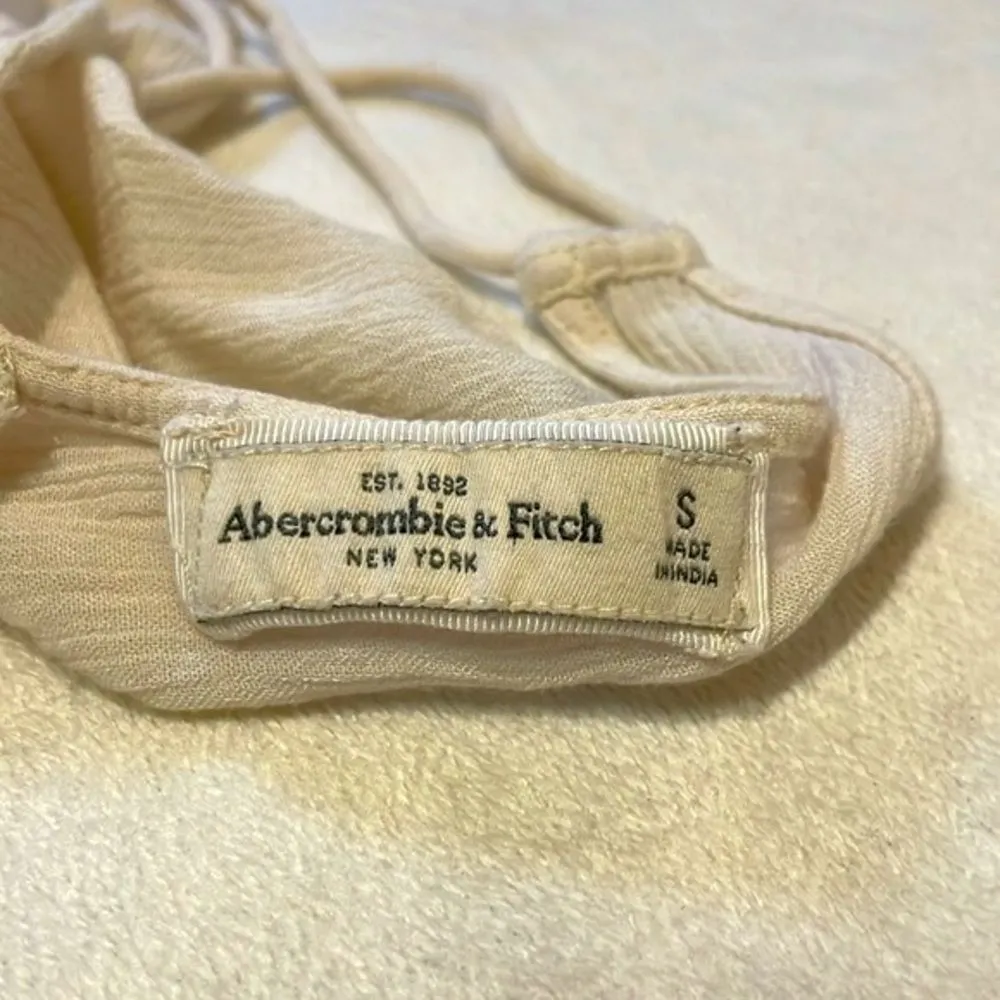 EST. 1892
Abercrombie & Fitch
NEW YORK
S
MADE
IN INDIA